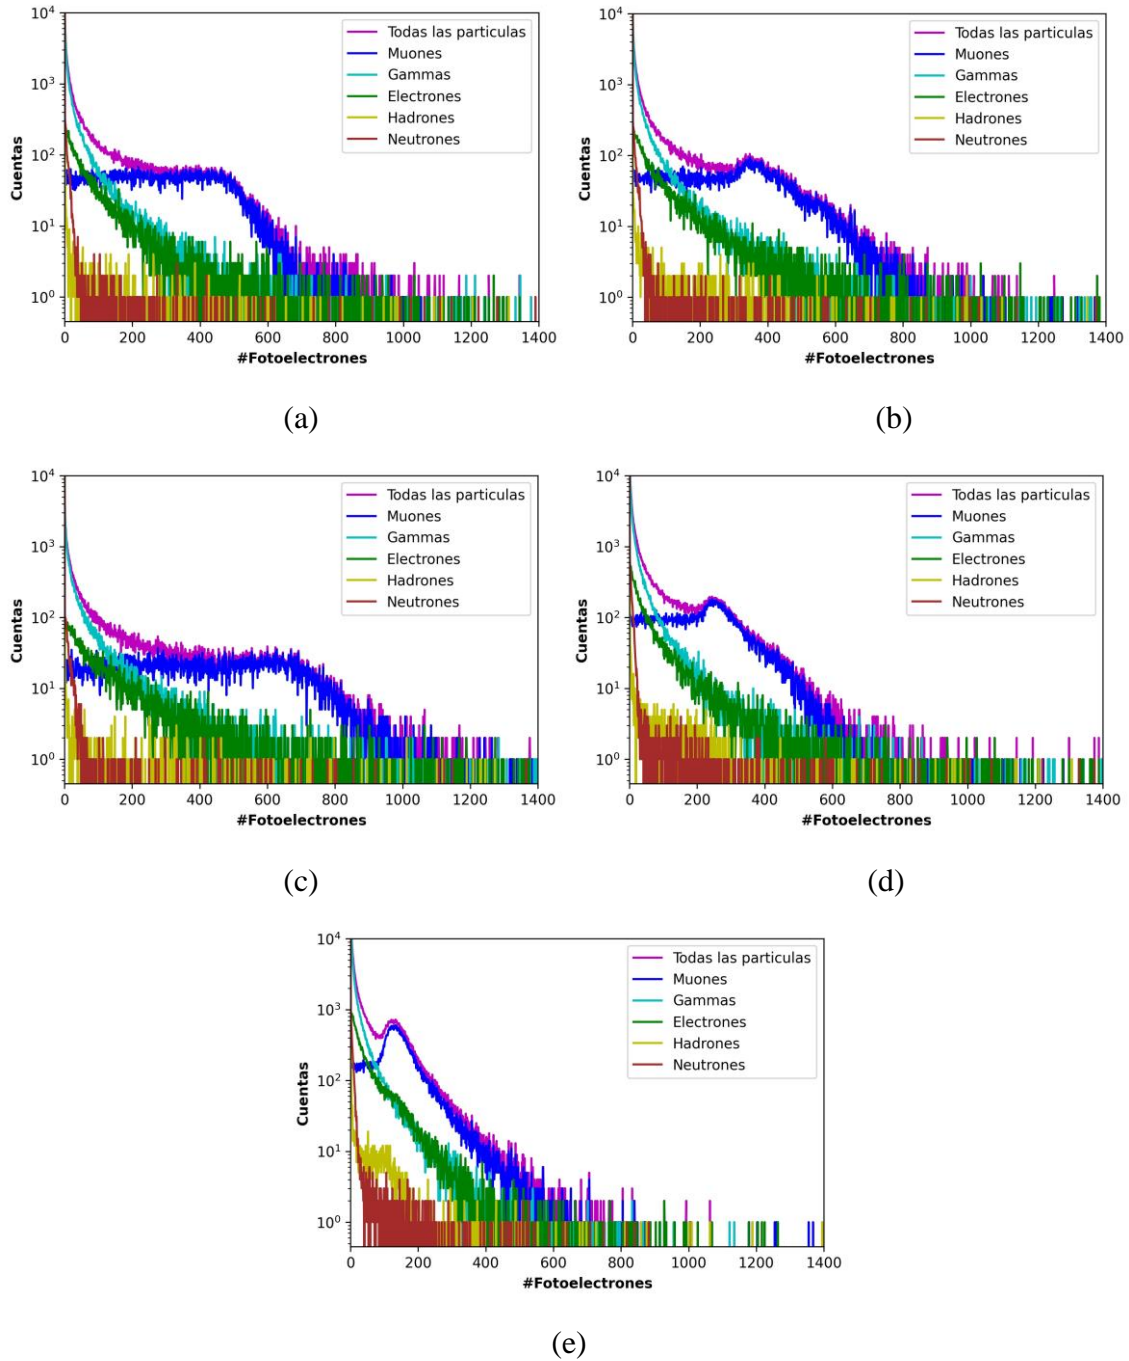 10^4
10^3
10^2
10^1
10^0
Cuentas
Todas las particulas
Muones
Gammas
Electrones
Hadrones
Neutrones
0 200 400 600 800 1000 1200 1400
#Fotoelectrones
(a)
10^4
10^3
10^2
10^1
10^0
Cuentas
Todas las particulas
Muones
Gammas
Electrones
Hadrones
Neutrones
0 200 400 600 800 1000 1200 1400
#Fotoelectrones
(b)
10^4
10^3
10^2
10^1
10^0
Cuentas
Todas las particulas
Muones
Gammas
Electrones
Hadrones
Neutrones
0 200 400 600 800 1000 1200 1400
#Fotoelectrones
(c)
10^4
10^3
10^2
10^1
10^0
Cuentas
Todas las particulas
Muones
Gammas
Electrones
Hadrones
Neutrones
0 200 400 600 800 1000 1200 1400
#Fotoelectrones
(d)
10^4
10^3
10^2
10^1
10^0
Cuentas
Todas las particulas
Muones
Gammas
Electrones
Hadrones
Neutrones
0 200 400 600 800 1000 1200 1400
#Fotoelectrones
(e)